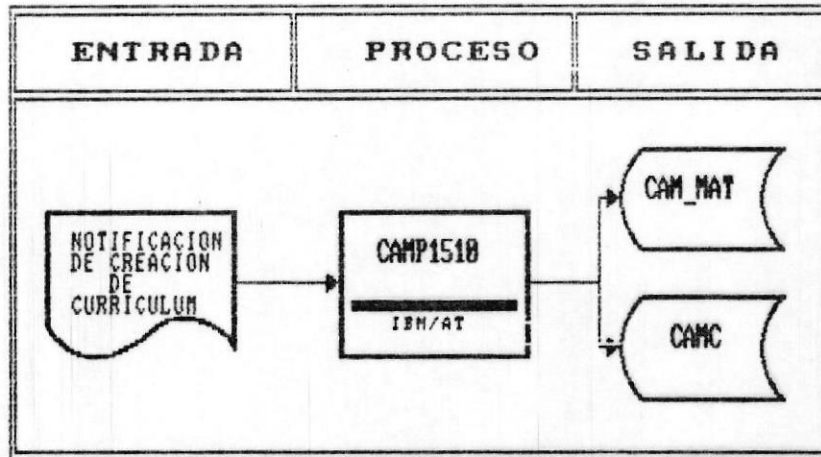 ENTRADA
PROCESO
SALIDA
NOTIFICACION
DE CREACION
DE
CURRICULUM
CAMP1510
IBM/AT
CAM_MAT
CAMC